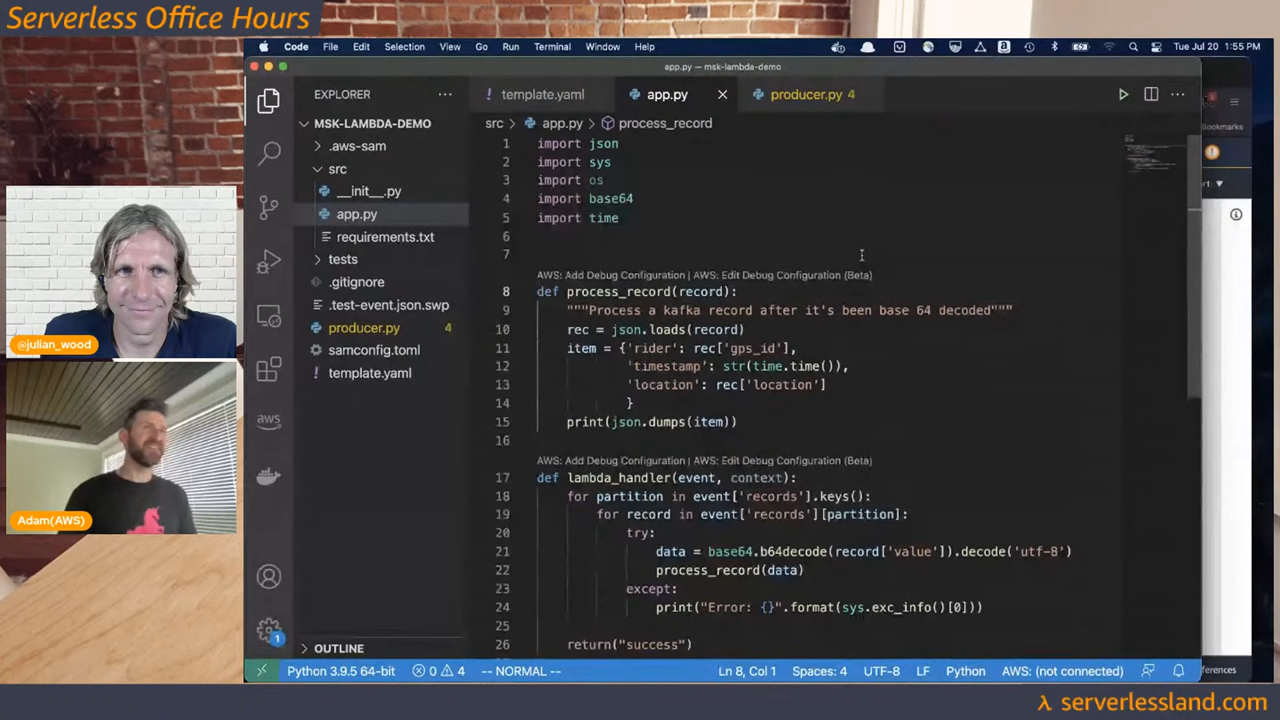 Serverless Office Hours
Code File Edit Selection View Go Run Terminal Window Help
Tue Jul 20 1:55 PM
app.py — msk-lambda-demo
EXPLORER
template.yaml
app.py
producer.py 4
Bookmarks
MSK-LAMBDA-DEMO
src > app.py > process_record
.aws-sam
src
__init__.py
app.py
requirements.txt
tests
.gitignore
.test-event.json.swp
producer.py 4
samconfig.toml
template.yaml
1 import json
2 import sys
3 import os
4 import base64
5 import time
6
7
AWS: Add Debug Configuration | AWS: Edit Debug Configuration (Beta)
8 def process_record(record):
9 """Process a kafka record after it's been base 64 decoded"""
10 rec = json.loads(record)
11 item = {'rider': rec['gps_id'],
12 'timestamp': str(time.time()),
13 'location': rec['location']
14 }
15 print(json.dumps(item))
16
AWS: Add Debug Configuration | AWS: Edit Debug Configuration (Beta)
17 def lambda_handler(event, context):
18 for partition in event['records'].keys():
19 for record in event['records'][partition]:
20 try:
21 data = base64.b64decode(record['value']).decode('utf-8')
22 process_record(data)
23 except:
24 print("Error: {}".format(sys.exc_info()[0]))
25
26 return("success")
@julian_wood
Adam(AWS)
aws
1
OUTLINE
Python 3.9.5 64-bit 0 4 -- NORMAL -- Ln 8, Col 1 Spaces: 4 UTF-8 LF Python AWS: (not connected)
λ serverlessland.com